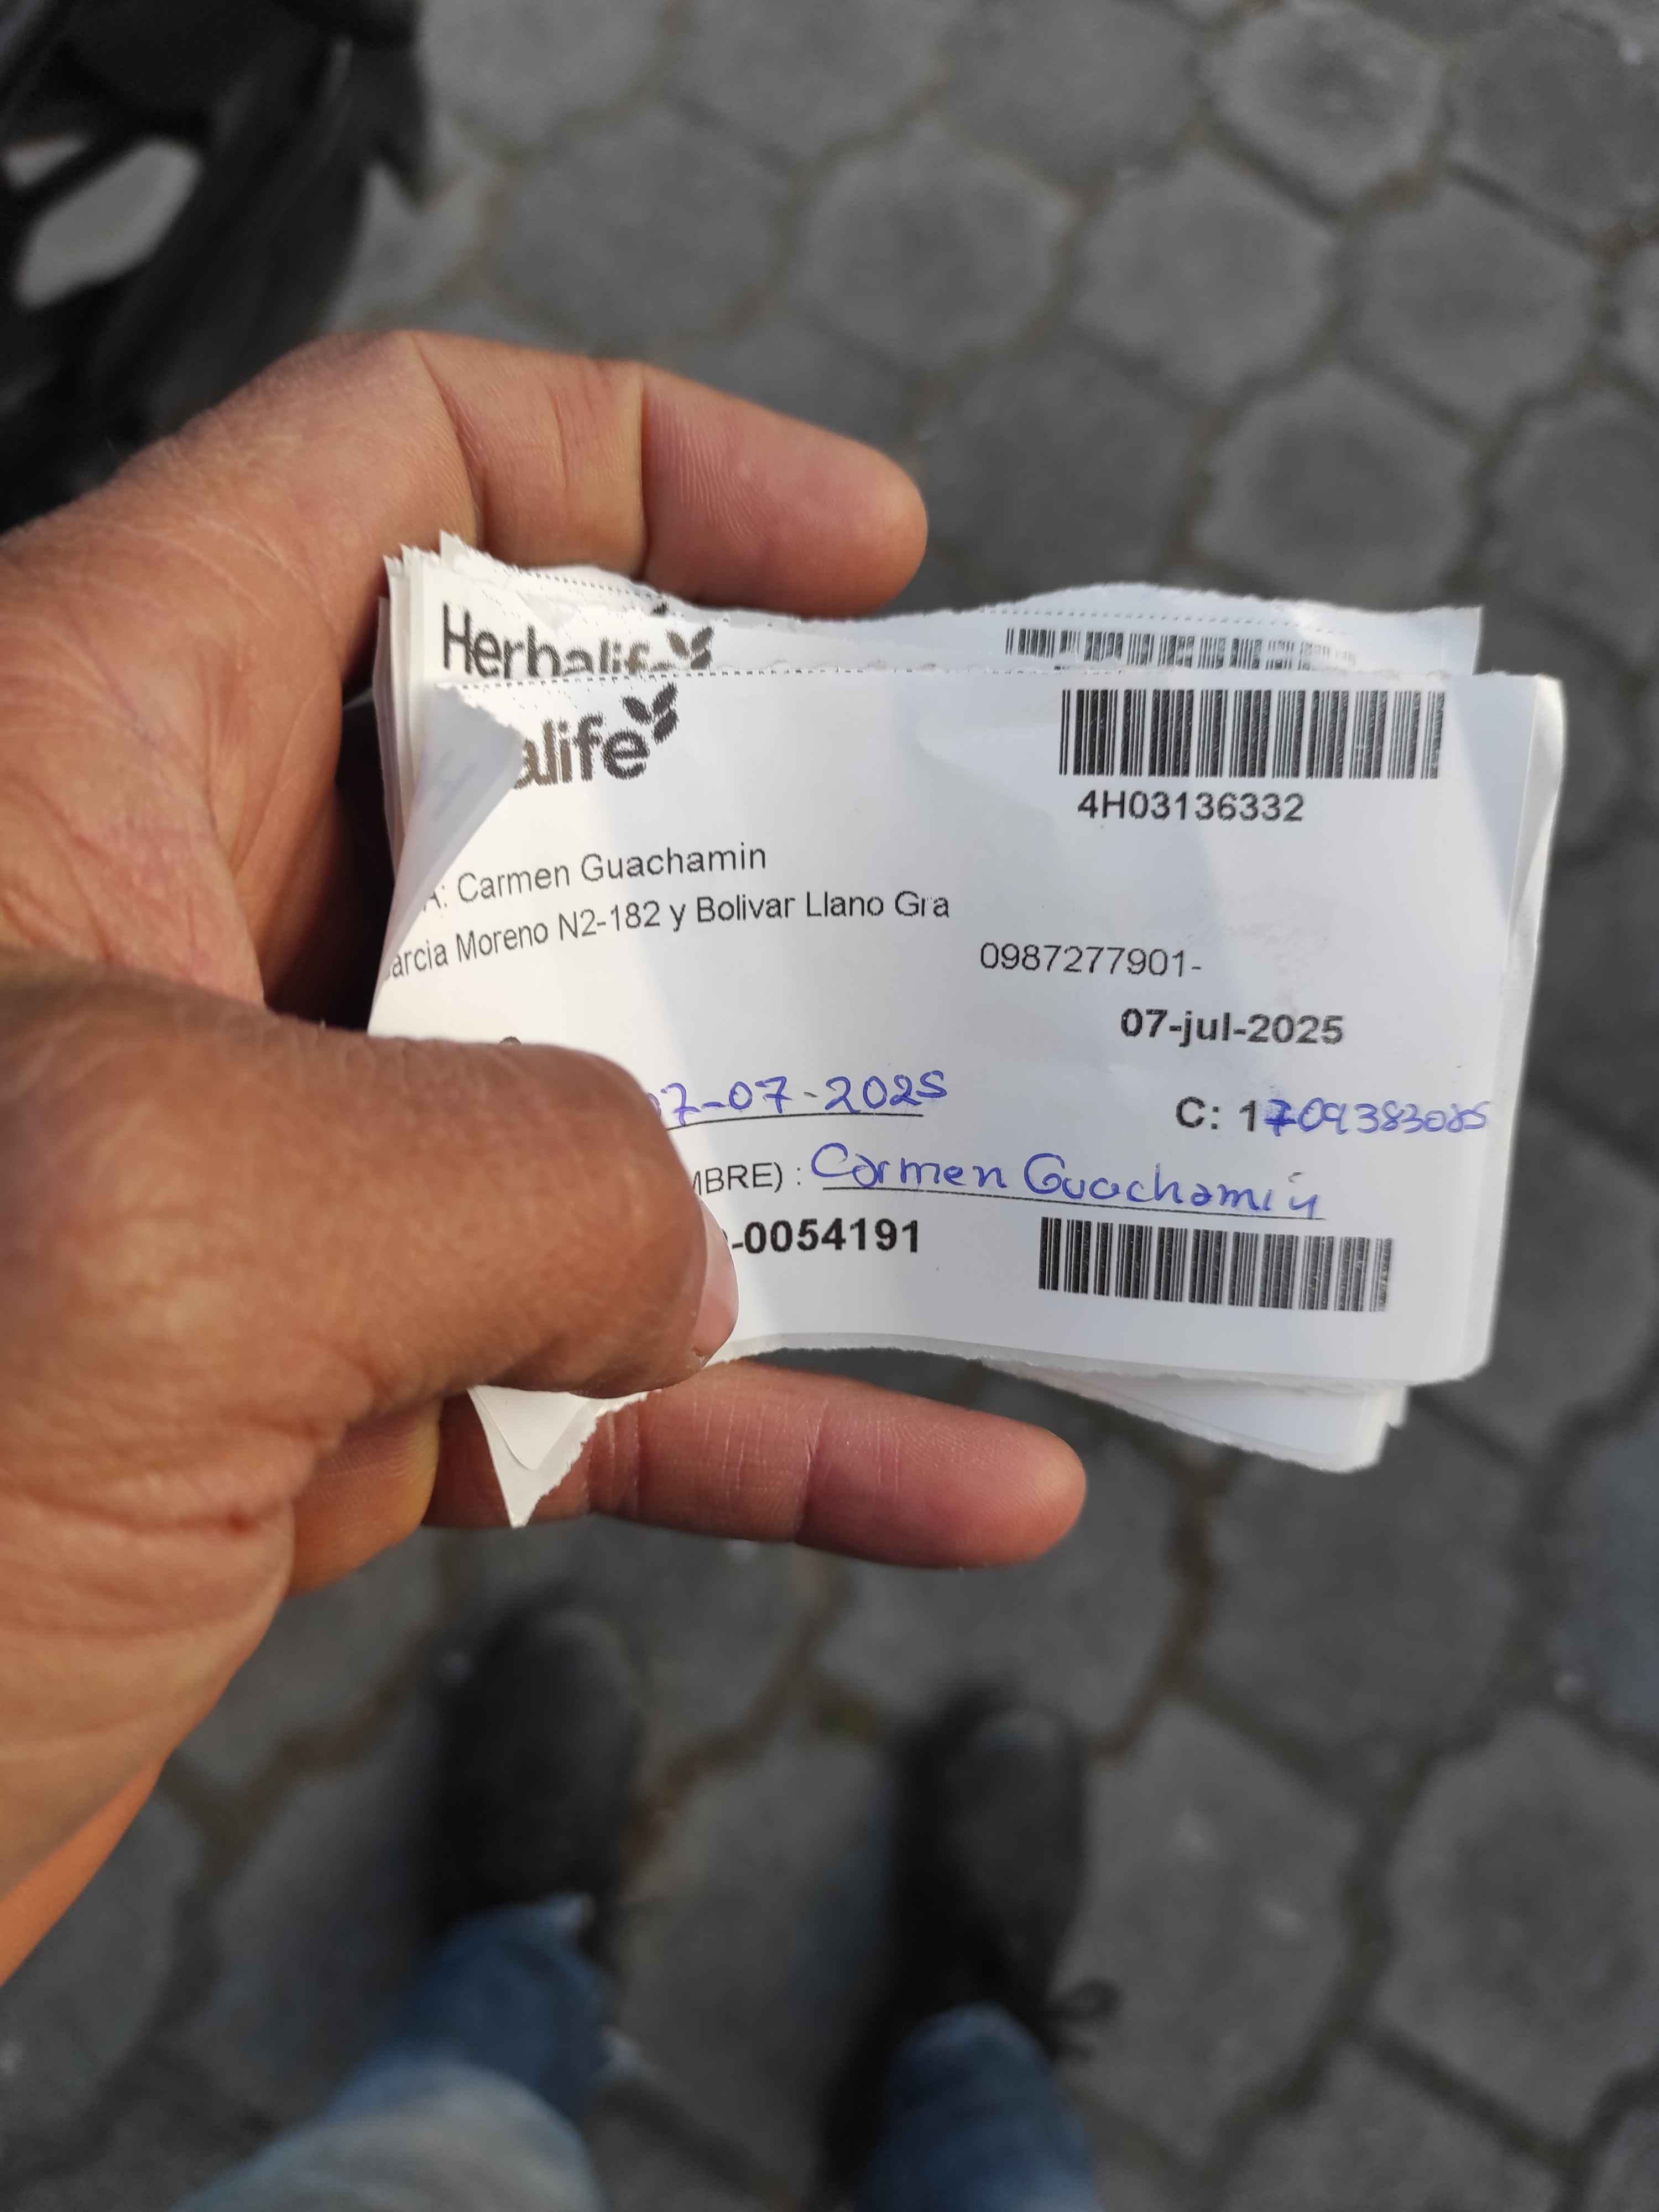 Herbalife
alife
4H03136332
A: Carmen Guachamin
arcia Moreno N2-182 y Bolivar Llano Gra
0987277901-
07-jul-2025
07-07-2025
C: 1709383085
MBRE) : Carmen Guachamin
-0054191